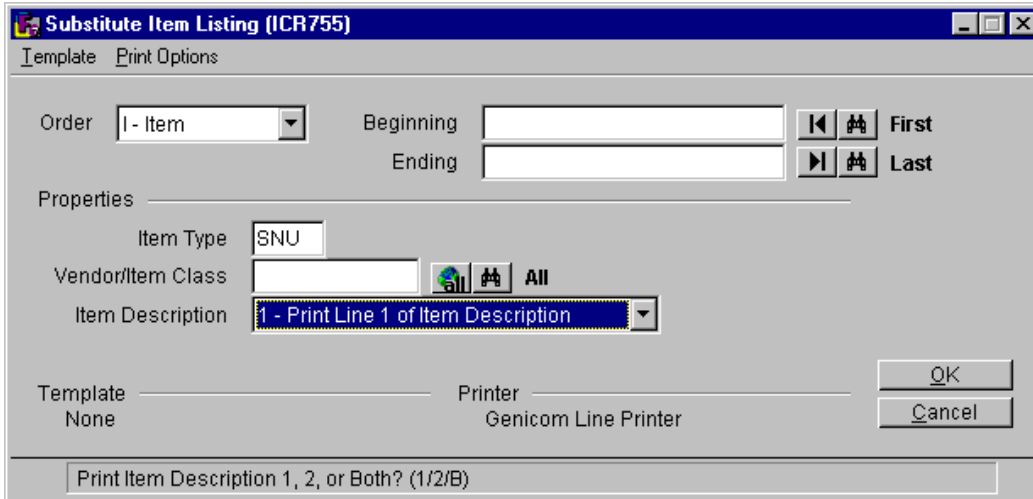 Substitute Item Listing (ICR755)
Template Print Options
Order I - Item Beginning First
Ending Last
Properties
Item Type SNU
Vendor/Item Class all All
Item Description 1 - Print Line 1 of Item Description
OK
Template Printer
None Genicom Line Printer
Cancel
Print Item Description 1, 2, or Both? (1/2/B)